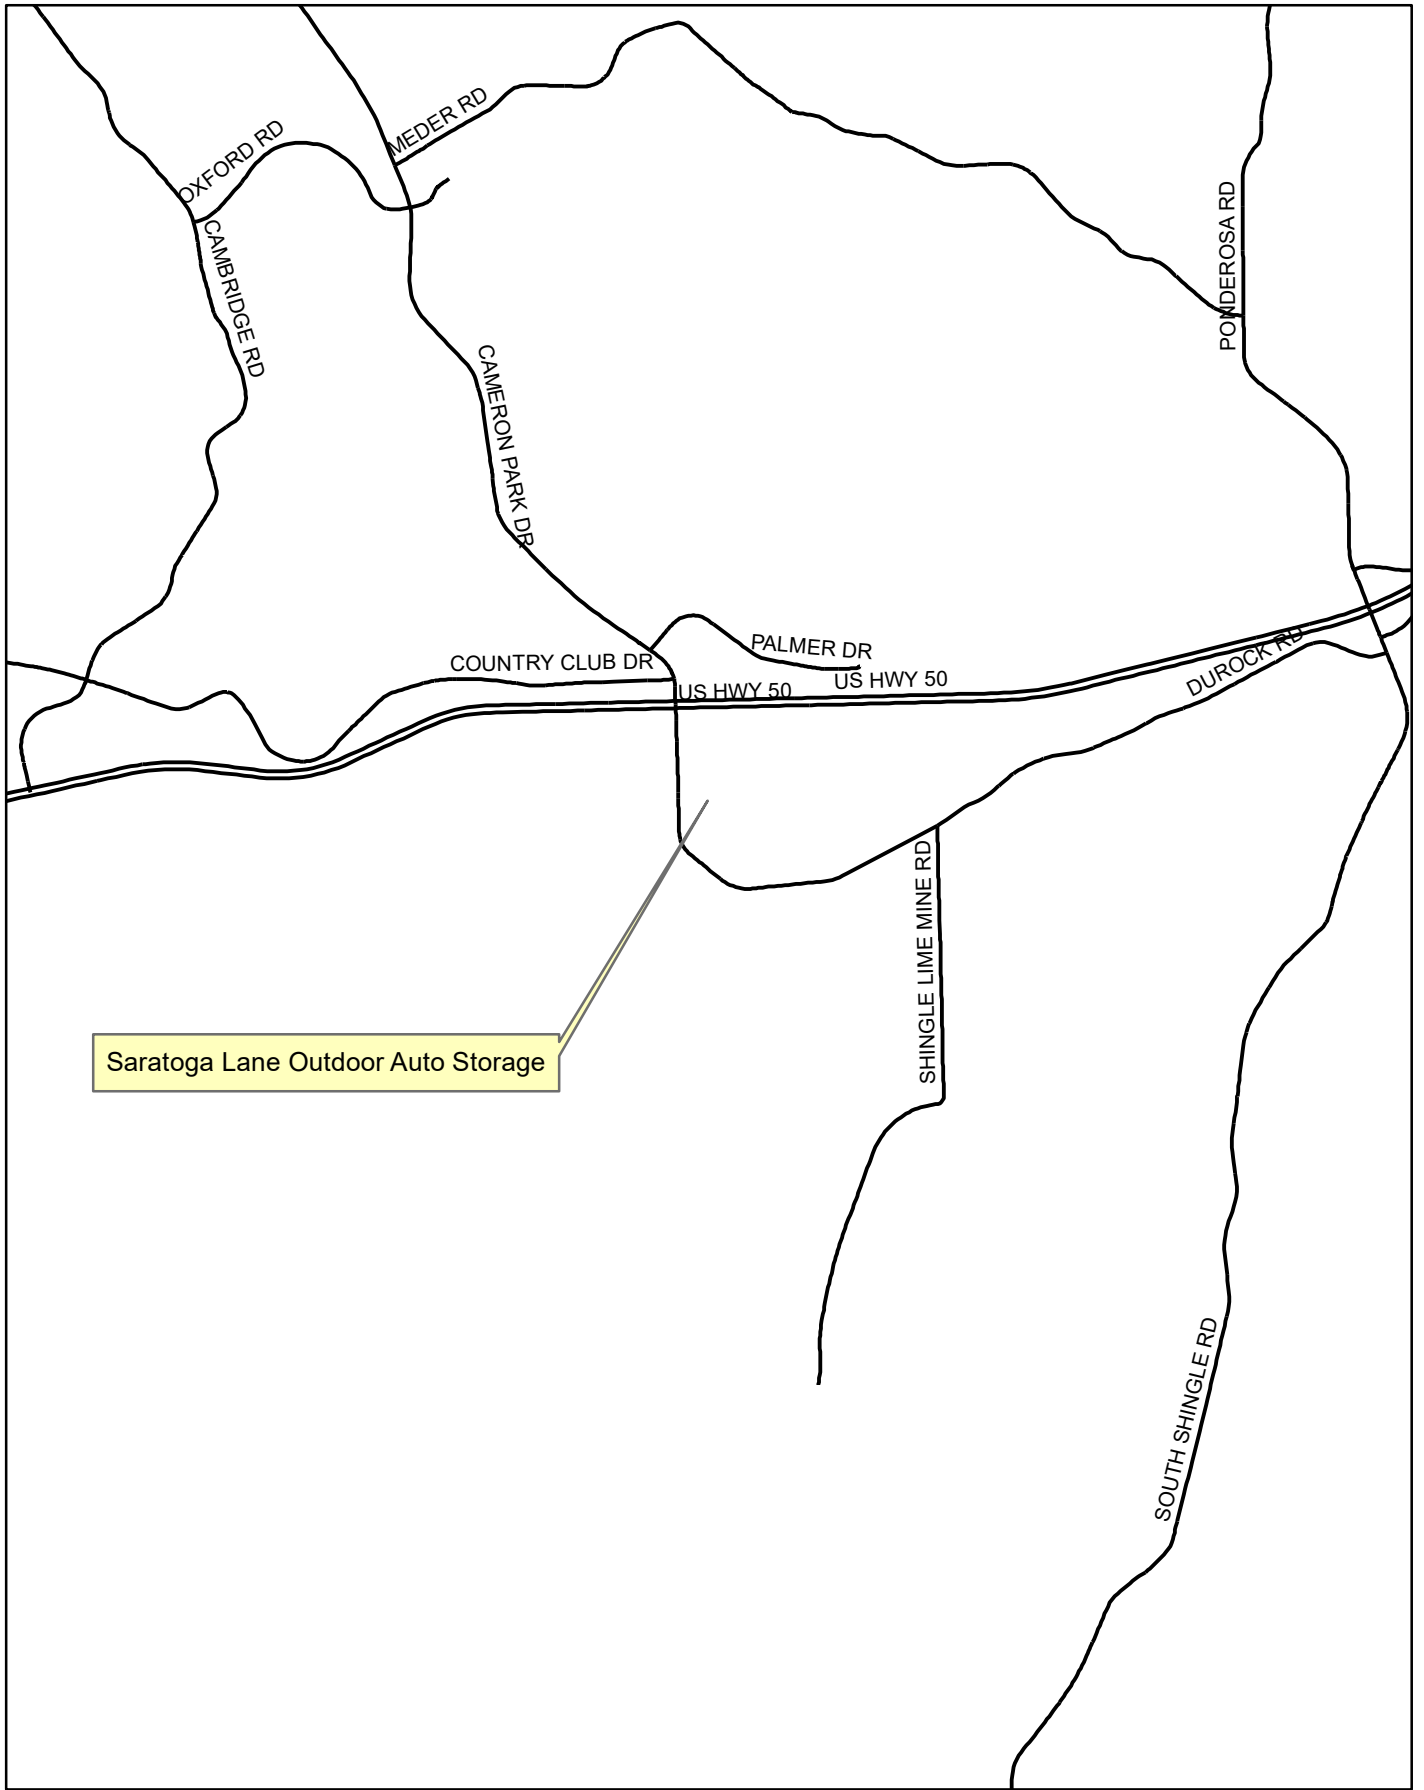 MEDER RD
OXFORD RD
CAMBRIDGE RD
PONDEROSA RD
CAMERON PARK DR
PALMER DR
COUNTRY CLUB DR
US HWY 50
US HWY 50
DUROCK RD
SHINGLE LIME MINE RD
Saratoga Lane Outdoor Auto Storage
SOUTH SHINGLE RD